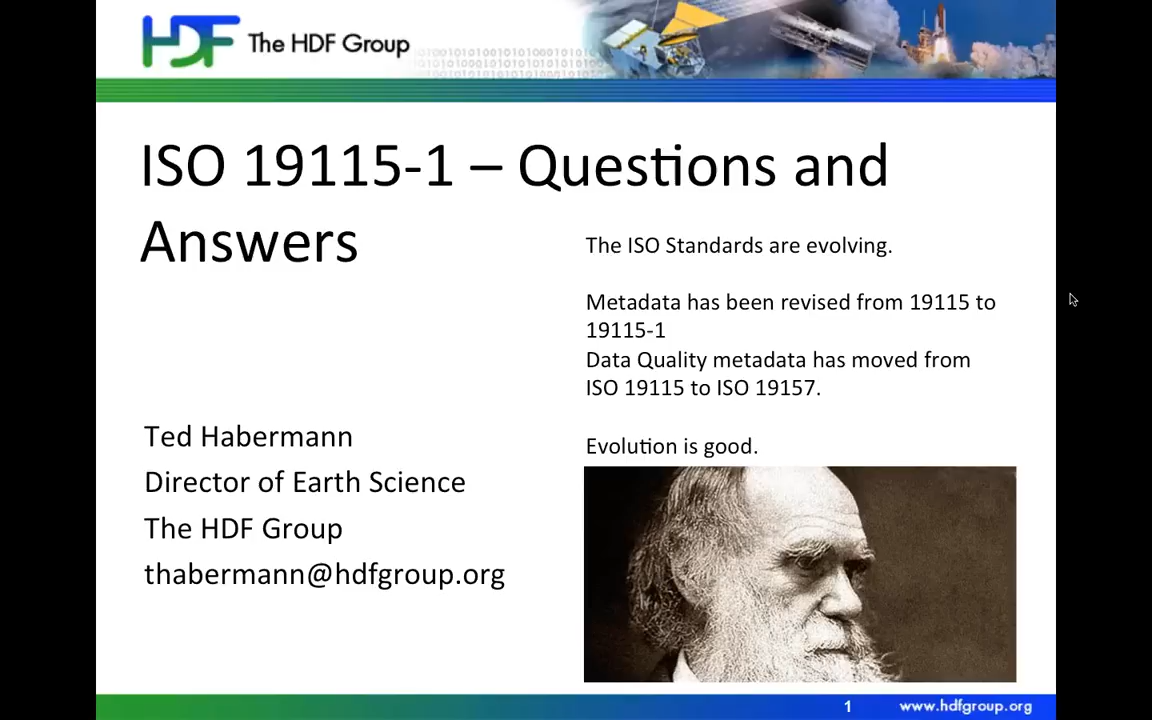 HDF The HDF Group
ISO 19115-1 – Questions and
Answers
The ISO Standards are evolving.
Metadata has been revised from 19115 to
19115-1
Data Quality metadata has moved from
ISO 19115 to ISO 19157.
Evolution is good.
Ted Habermann
Director of Earth Science
The HDF Group
thabermann@hdfgroup.org
1 www.hdfgroup.org